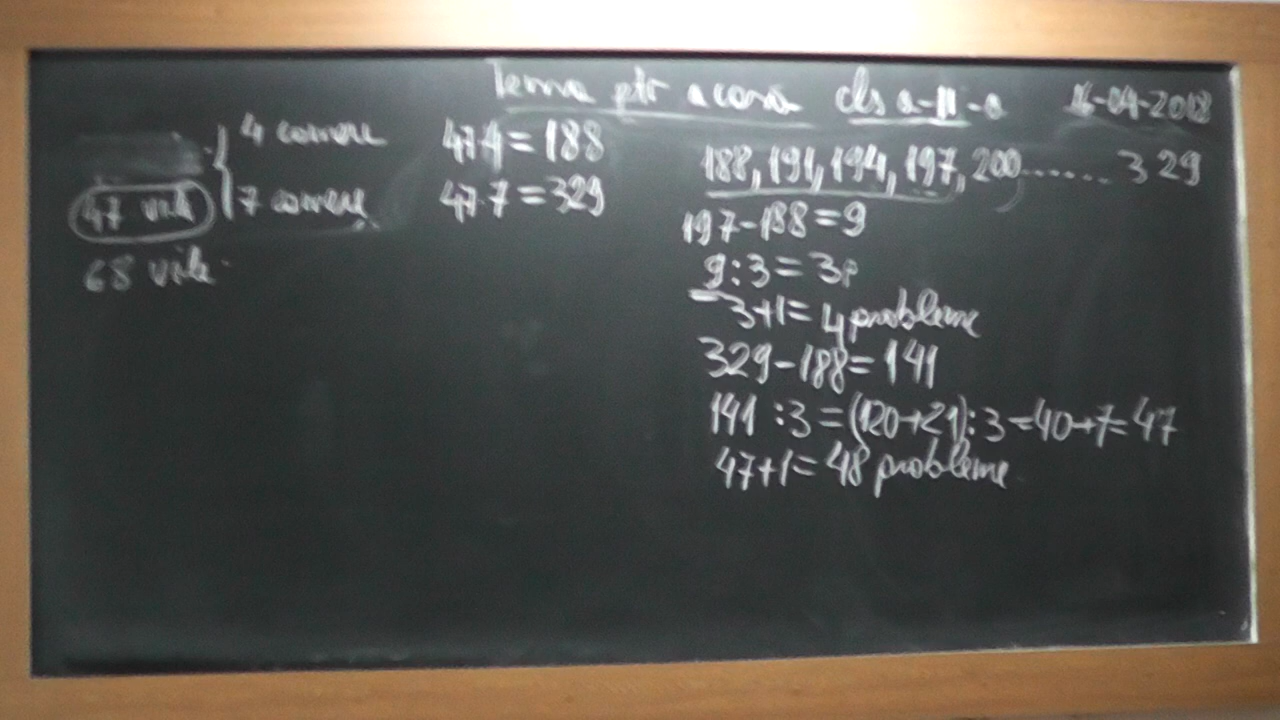 Tema ptr acasă cls a-II-a 16-04-2018
4 camere
47 vile
7 camere
68 vile
47·4=188
47·7=329
188, 191, 194, 197, 200....... 329
197-188=9
9:3=3p
3+1=4 probleme
329-188=141
141 :3=(120+21):3=40+7=47
47+1=48 probleme